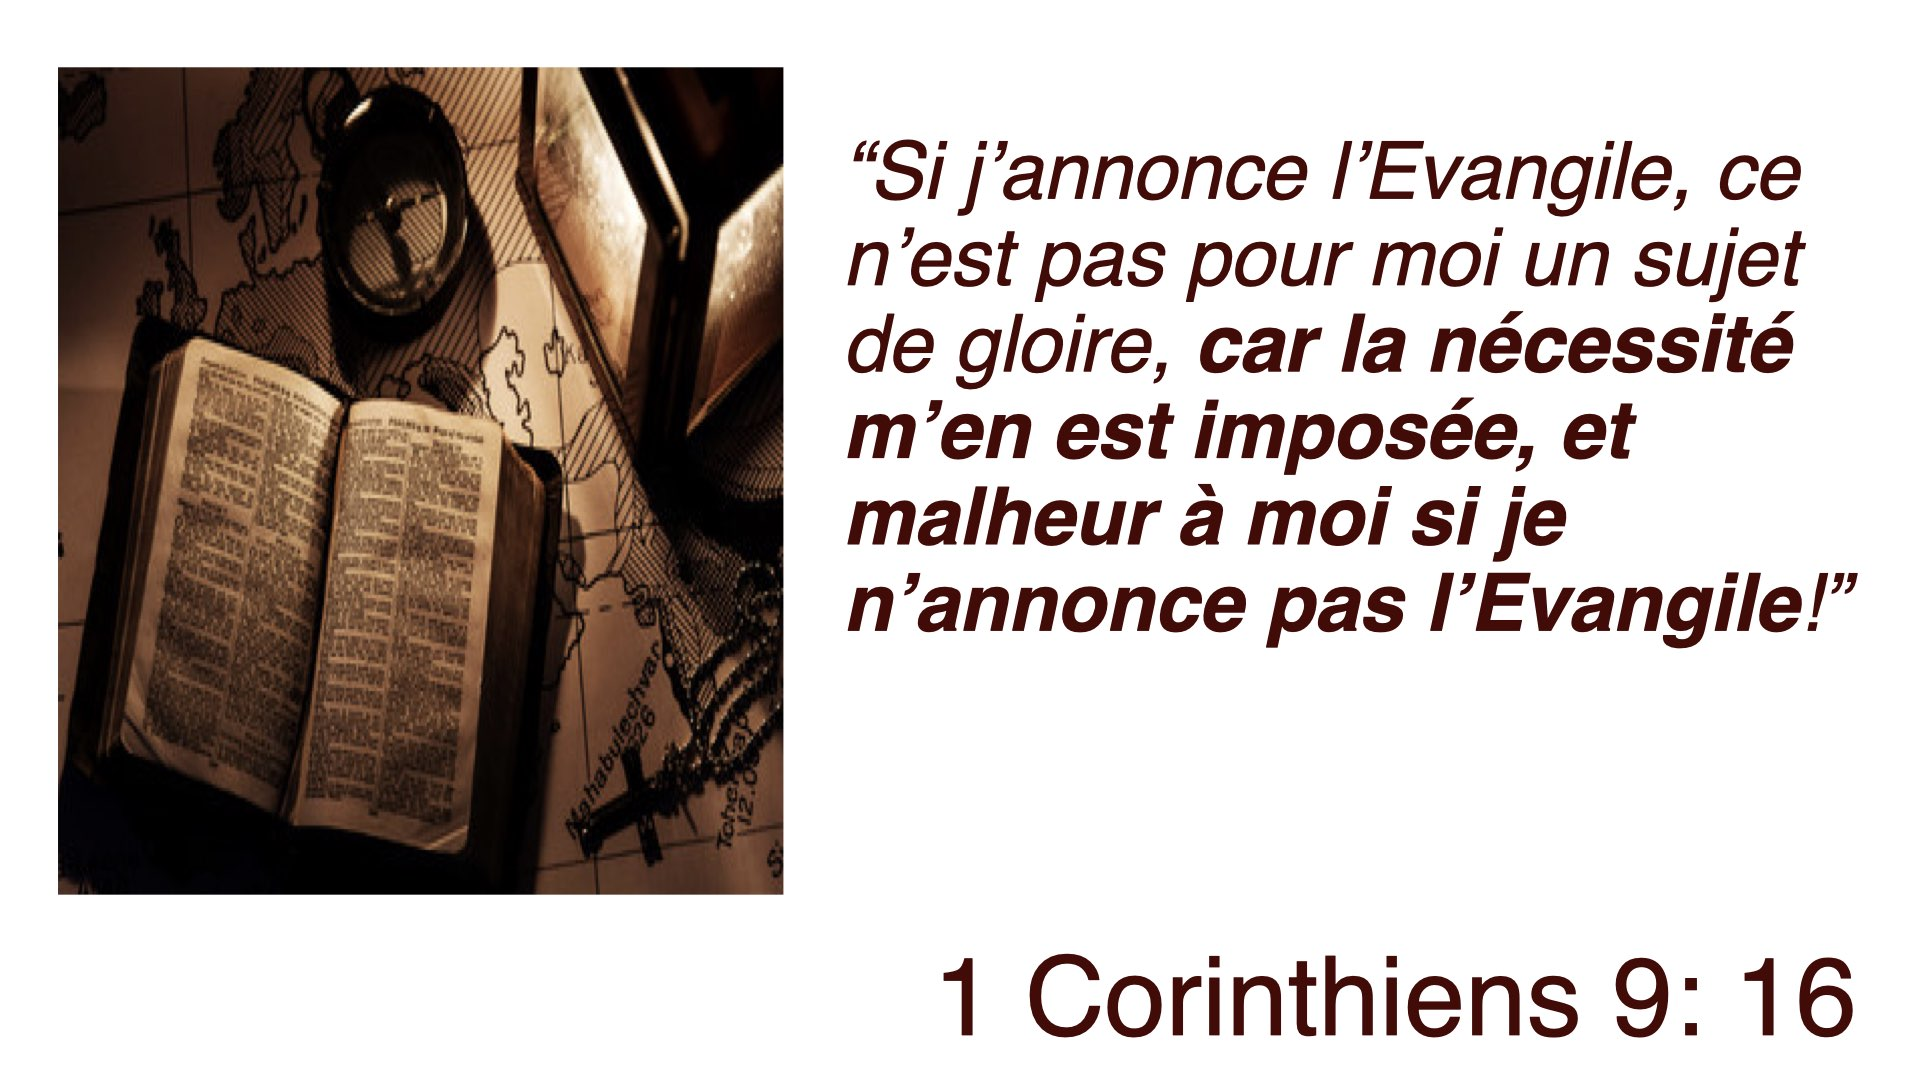 “Si j’annonce l’Evangile, ce
n’est pas pour moi un sujet
de gloire, car la nécessité
m’en est imposée, et
malheur à moi si je
n’annonce pas l’Evangile!”
Mahabulechvar
1 Corinthiens 9: 16